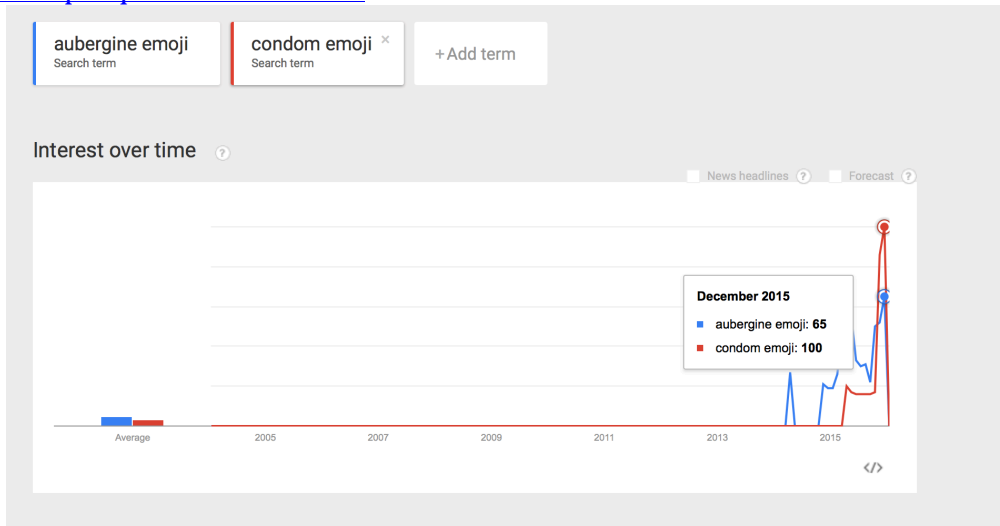 aubergine emoji
Search term
condom emoji ×
Search term
+Add term
Interest over time ?
News headlines ? Forecast ?
December 2015
aubergine emoji: 65
condom emoji: 100
Average 2005 2007 2009 2011 2013 2015
</>